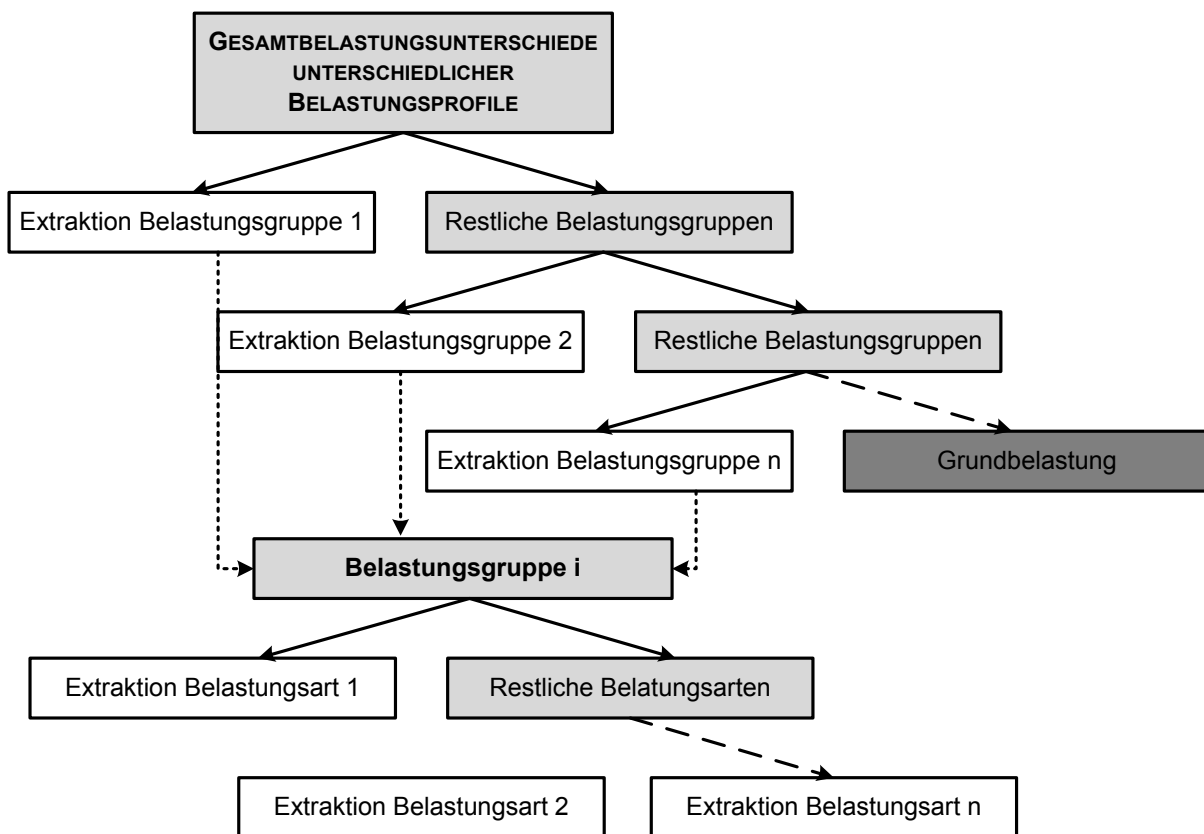 GESAMTBELASTUNGSUNTERSCHIEDE
UNTERSCHIEDLICHER
BELASTUNGSPROFILE
Extraktion Belastungsgruppe 1
Restliche Belastungsgruppen
Extraktion Belastungsgruppe 2
Restliche Belastungsgruppen
Extraktion Belastungsgruppe n
Grundbelastung
Belastungsgruppe i
Extraktion Belastungsart 1
Restliche Belatungsarten
Extraktion Belastungsart 2
Extraktion Belastungsart n